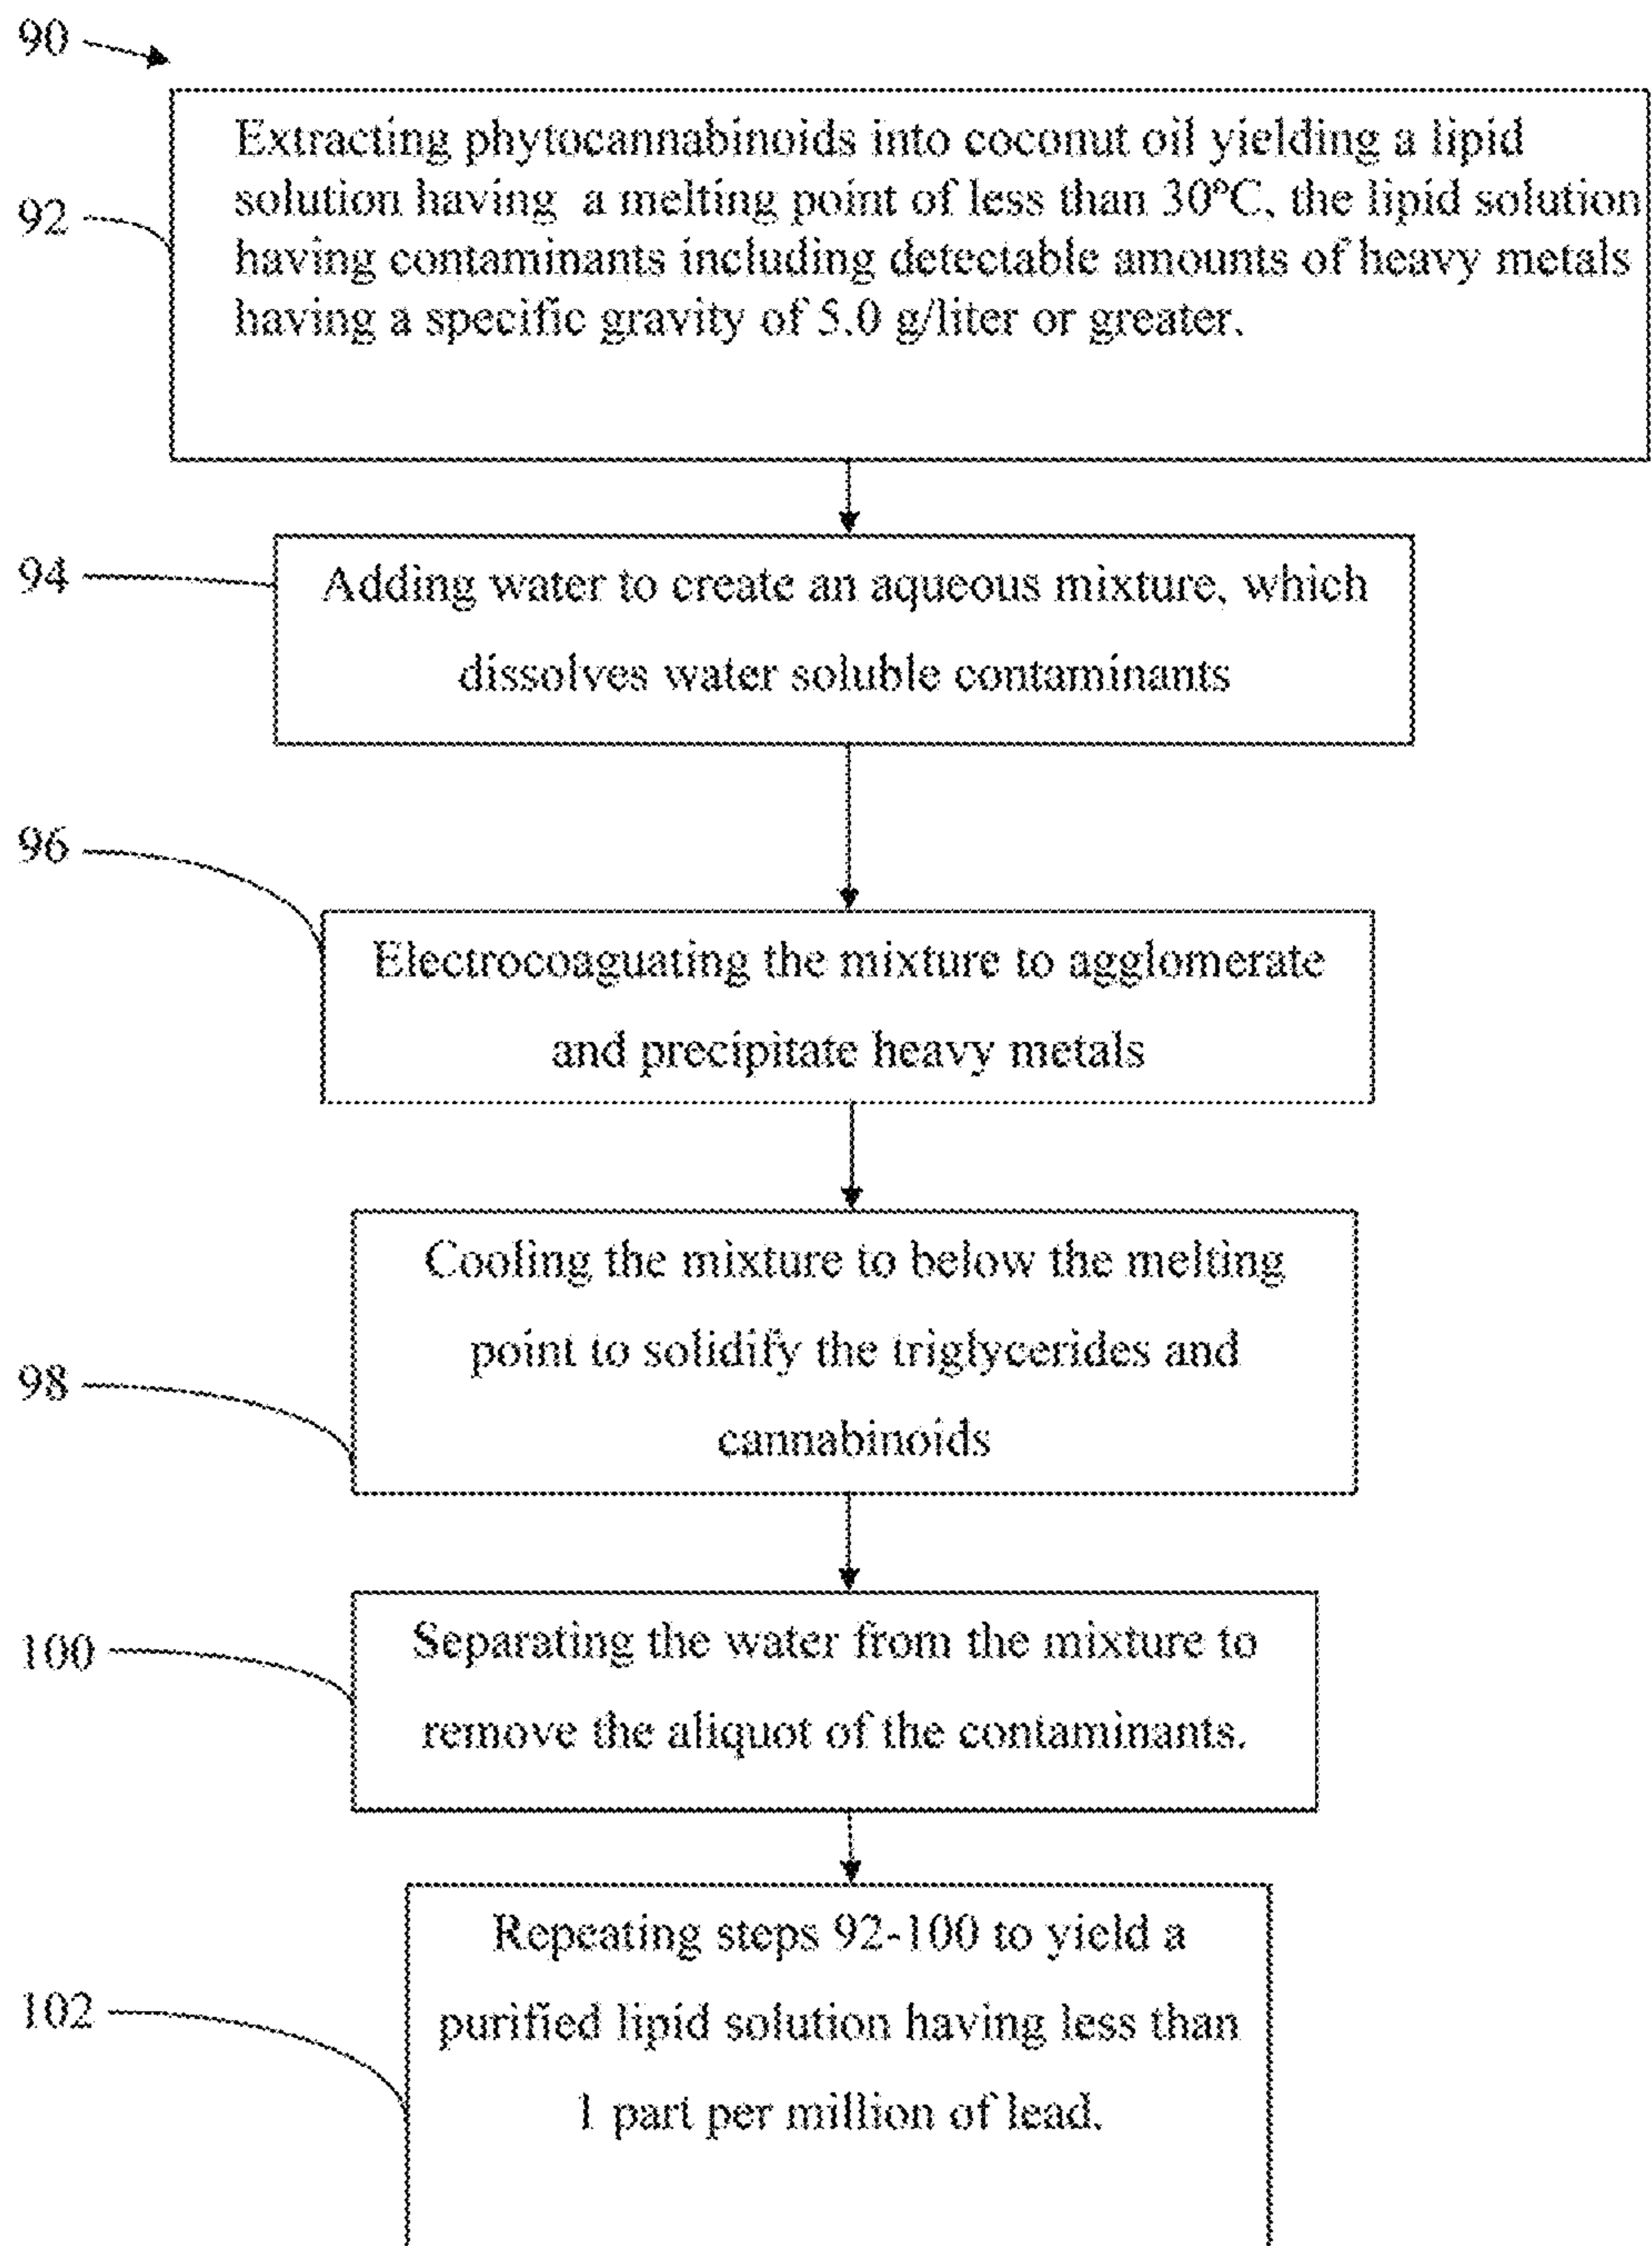 90
Extracting phytocannabinoids into coconut oil yielding a lipid
solution having a melting point of less than 30ºC, the lipid solution
92
having contaminants including detectable amounts of heavy metals
having a specific gravity of 5.0 g/liter or greater.
94
Adding water to create an aqueous mixture, which
dissolves water soluble contaminants
96
Electrocoaguating the mixture to agglomerate
and precipitate heavy metals
Cooling the mixture to below the melting
point to solidify the triglycerides and
98
cannabinoids
100
Separating the water from the mixture to
remove the aliquot of the contaminants.
Repeating steps 92-100 to yield a
102
purified lipid solution having less than
1 part per million of lead.